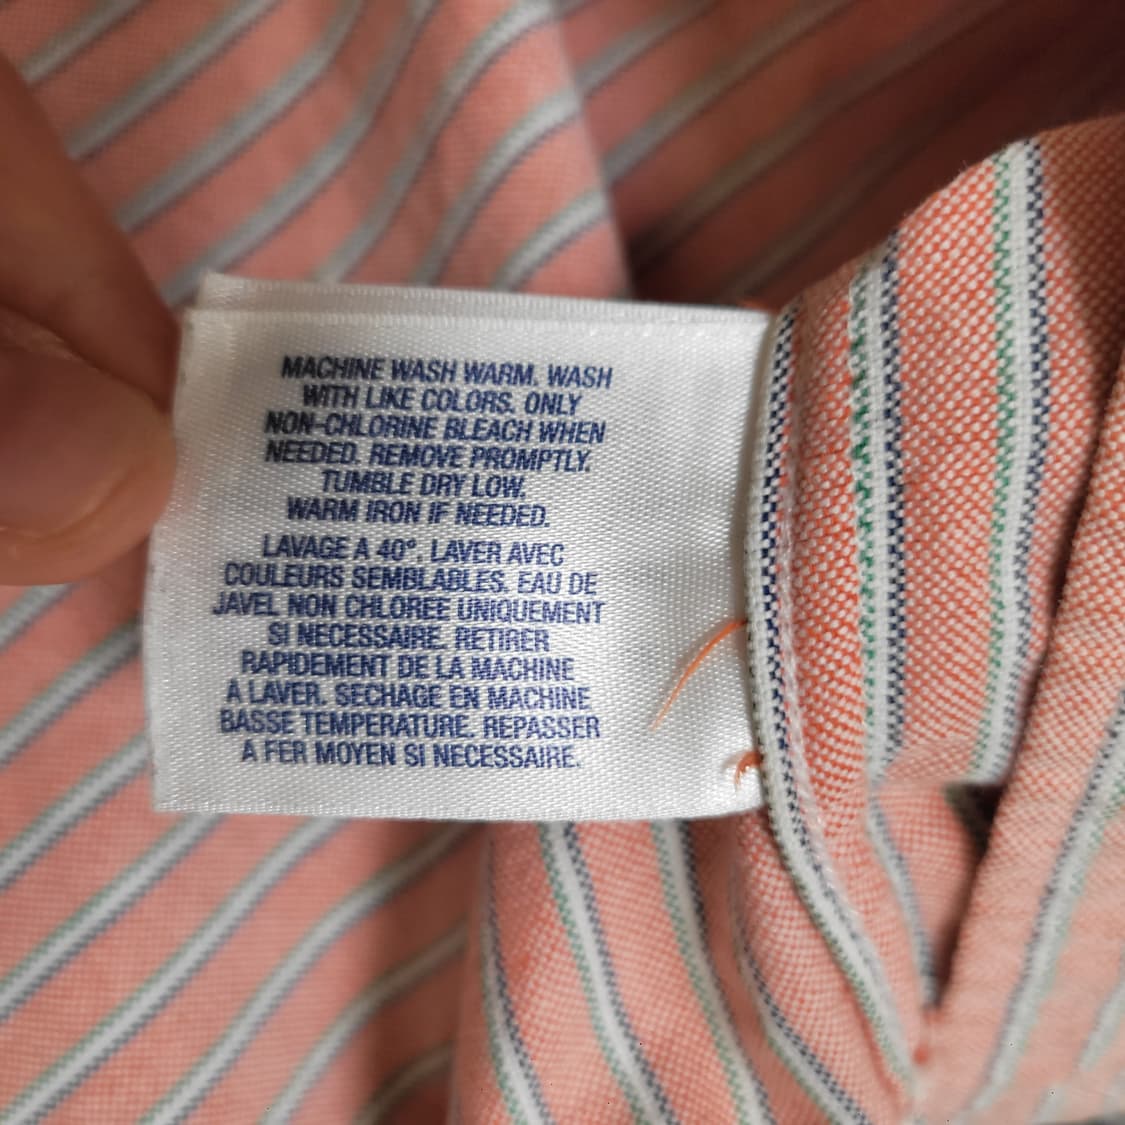 MACHINE WASH WARM. WASH
WITH LIKE COLORS. ONLY
NON-CHLORINE BLEACH WHEN
NEEDED. REMOVE PROMPTLY.
TUMBLE DRY LOW.
WARM IRON IF NEEDED.
LAVAGE A 40°. LAVER AVEC
COULEURS SEMBLABLES. EAU DE
JAVEL NON CHLOREE UNIQUEMENT
SI NECESSAIRE. RETIRER
RAPIDEMENT DE LA MACHINE
A LAVER. SECHAGE EN MACHINE
BASSE TEMPERATURE. REPASSER
A FER MOYEN SI NECESSAIRE.